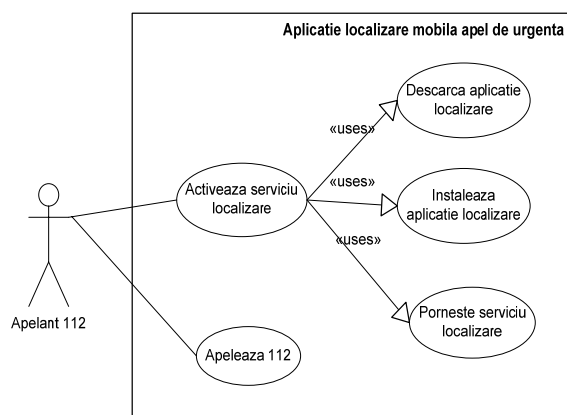 Aplicatie localizare mobila apel de urgenta
Descarca aplicatie
localizare
«uses»
Activeaza serviciu
localizare
«uses»
Instaleaza
aplicatie localizare
«uses»
Porneste serviciu
localizare
Apelant 112
Apeleaza 112